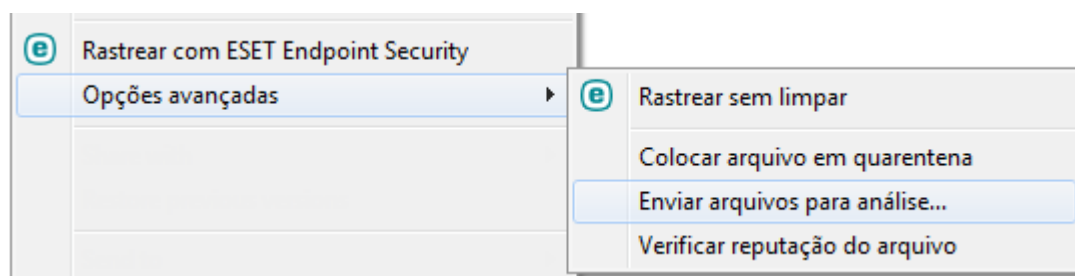 Rastrear com ESET Endpoint Security
Opções avançadas
Rastrear sem limpar
Colocar arquivo em quarentena
Enviar arquivos para análise...
Verificar reputação do arquivo